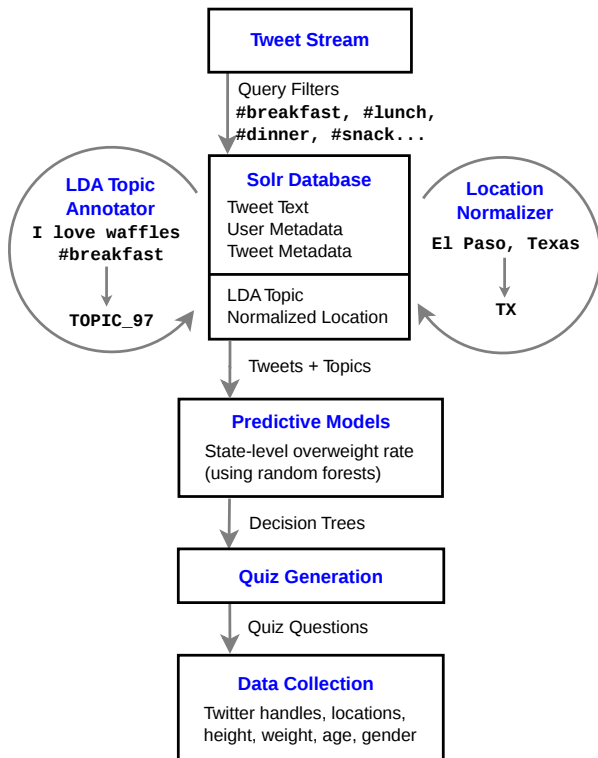 Tweet Stream
Query Filters
#breakfast, #lunch,
#dinner, #snack...
LDA Topic
Annotator
I love waffles
#breakfast
TOPIC_97
Solr Database
Tweet Text
User Metadata
Tweet Metadata
LDA Topic
Normalized Location
Location
Normalizer
El Paso, Texas
TX
Tweets + Topics
Predictive Models
State-level overweight rate
(using random forests)
Decision Trees
Quiz Generation
Quiz Questions
Data Collection
Twitter handles, locations,
height, weight, age, gender